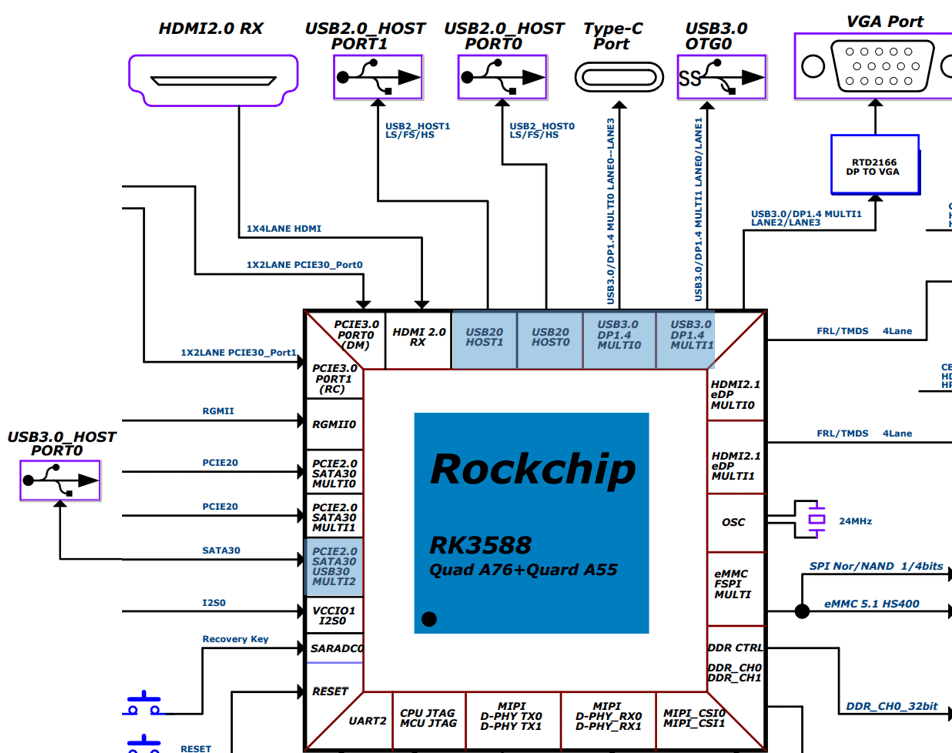 HDMI2.0 RX
USB2.0_HOST
PORT1
USB2.0_HOST
PORT0
Type-C
Port
USB3.0
OTG0
VGA Port
SS
USB2_HOST1
LS/FS/HS
USB2_HOST0
LS/FS/HS
USB3.0/DP1.4 MULTI0 LANE0--LANE3
USB3.0/DP1.4 MULTI1 LANE0/LANE1
RTD2166
DP TO VGA
USB3.0/DP1.4 MULTI1
LANE2/LANE3
1X4LANE HDMI
1X2LANE PCIE30_Port0
1X2LANE PCIE30_Port1
PCIE3.0
PORT0
(DM)
HDMI 2.0
RX
USB20
HOST1
USB20
HOST0
USB3.0
DP1.4
MULTI0
USB3.0
DP1.4
MULTI1
FRL/TMDS 4Lane
PCIE3.0
PORT1
(RC)
HDMI2.1
eDP
MULTI0
RGMII
RGMII0
FRL/TMDS 4Lane
USB3.0_HOST
PORT0
PCIE20
PCIE2.0
SATA30
MULTI0
HDMI2.1
eDP
MULTI1
Rockchip
RK3588
Quad A76+Quard A55
PCIE20
PCIE2.0
SATA30
MULTI1
OSC
24MHz
SATA30
PCIE2.0
SATA30
USB30
MULTI2
eMMC
FSPI
MULTI
SPI Nor/NAND 1/4bits
eMMC 5.1 HS400
I2S0
VCCIO1
I2S0
Recovery Key
SARADC0
DDR CTRL
DDR_CH0
DDR_CH1
RESET
DDR_CH0_32bit
UART2
CPU JTAG
MCU JTAG
MIPI
D-PHY TX0
D-PHY TX1
MIPI
D-PHY_RX0
D-PHY_RX1
MIPI_CSI0
MIPI_CSI1
RESET